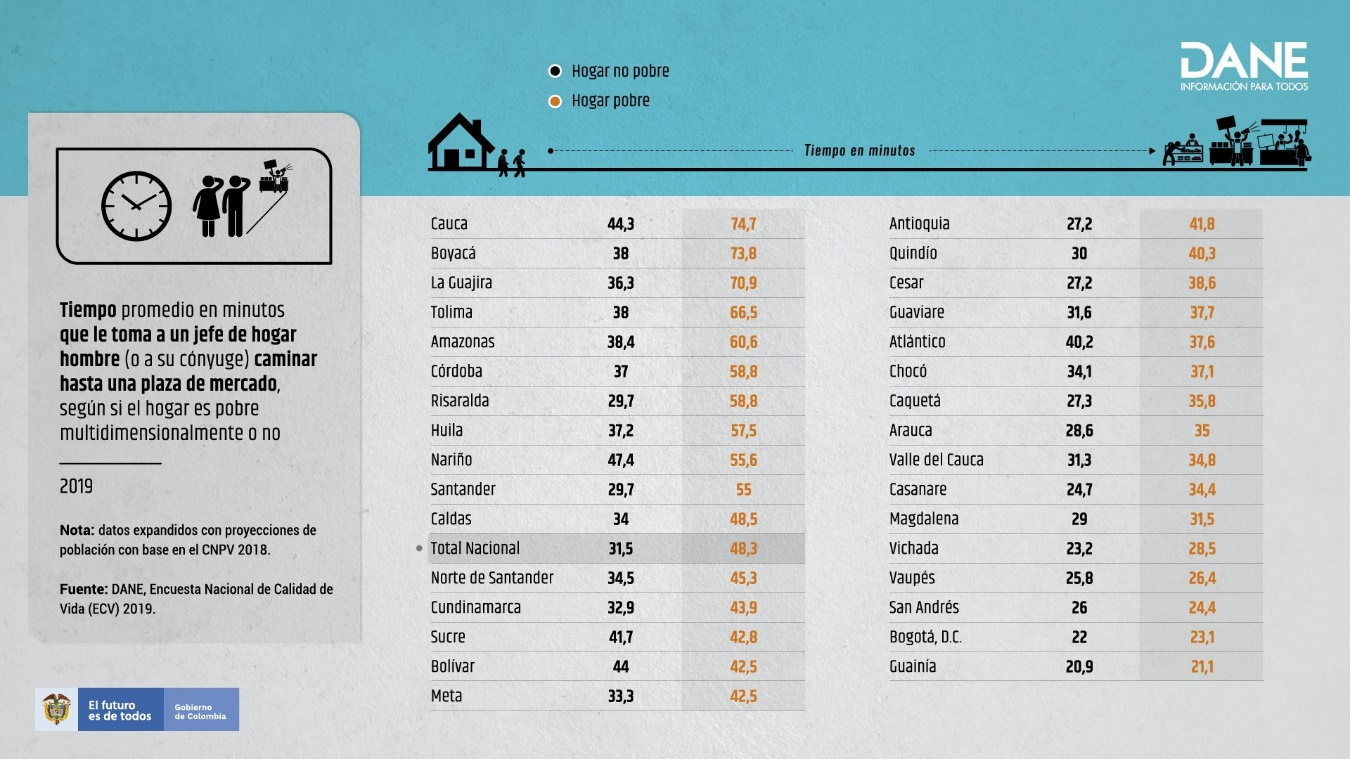 DANE
INFORMACIÓN PARA TODOS
Hogar no pobre
Hogar pobre
Tiempo en minutos
Tiempo promedio en minutos
que le toma a un jefe de hogar
hombre (o a su cónyuge) caminar
hasta una plaza de mercado,
según si el hogar es pobre
multidimensionalmente o no
2019
Nota: datos expandidos con proyecciones de
población con base en el CNPV 2018.
Fuente: DANE, Encuesta Nacional de Calidad de
Vida (ECV) 2019.
Cauca 44,3 74,7
Boyacá 38 73,8
La Guajira 36,3 70,9
Tolima 38 66,5
Amazonas 38,4 60,6
Córdoba 37 58,8
Risaralda 29,7 58,8
Huila 37,2 57,5
Nariño 47,4 55,6
Santander 29,7 55
Caldas 34 48,5
Total Nacional 31,5 48,3
Norte de Santander 34,5 45,3
Cundinamarca 32,9 43,9
Sucre 41,7 42,8
Bolívar 44 42,5
Meta 33,3 42,5
Antioquia 27,2 41,8
Quindío 30 40,3
Cesar 27,2 38,6
Guaviare 31,6 37,7
Atlántico 40,2 37,6
Chocó 34,1 37,1
Caquetá 27,3 35,8
Arauca 28,6 35
Valle del Cauca 31,3 34,8
Casanare 24,7 34,4
Magdalena 29 31,5
Vichada 23,2 28,5
Vaupés 25,8 26,4
San Andrés 26 24,4
Bogotá, D.C. 22 23,1
Guainía 20,9 21,1
El futuro
es de todos
Gobierno
de Colombia